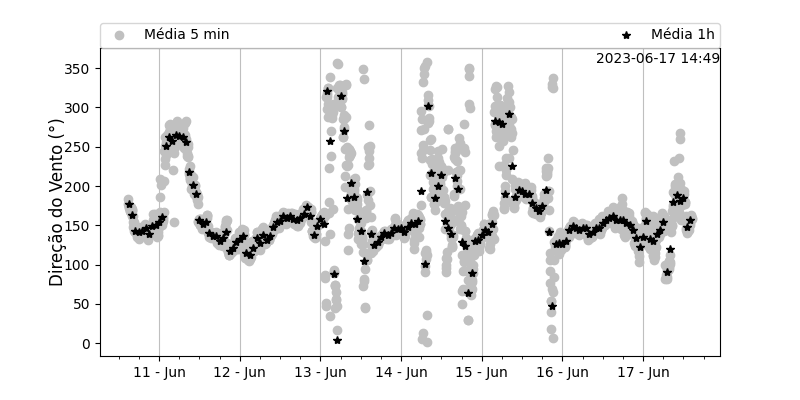 Média 5 min
Média 1h
2023-06-17 14:49
Direção do Vento (°)
350
300
250
200
150
100
50
0
11 - Jun
12 - Jun
13 - Jun
14 - Jun
15 - Jun
16 - Jun
17 - Jun